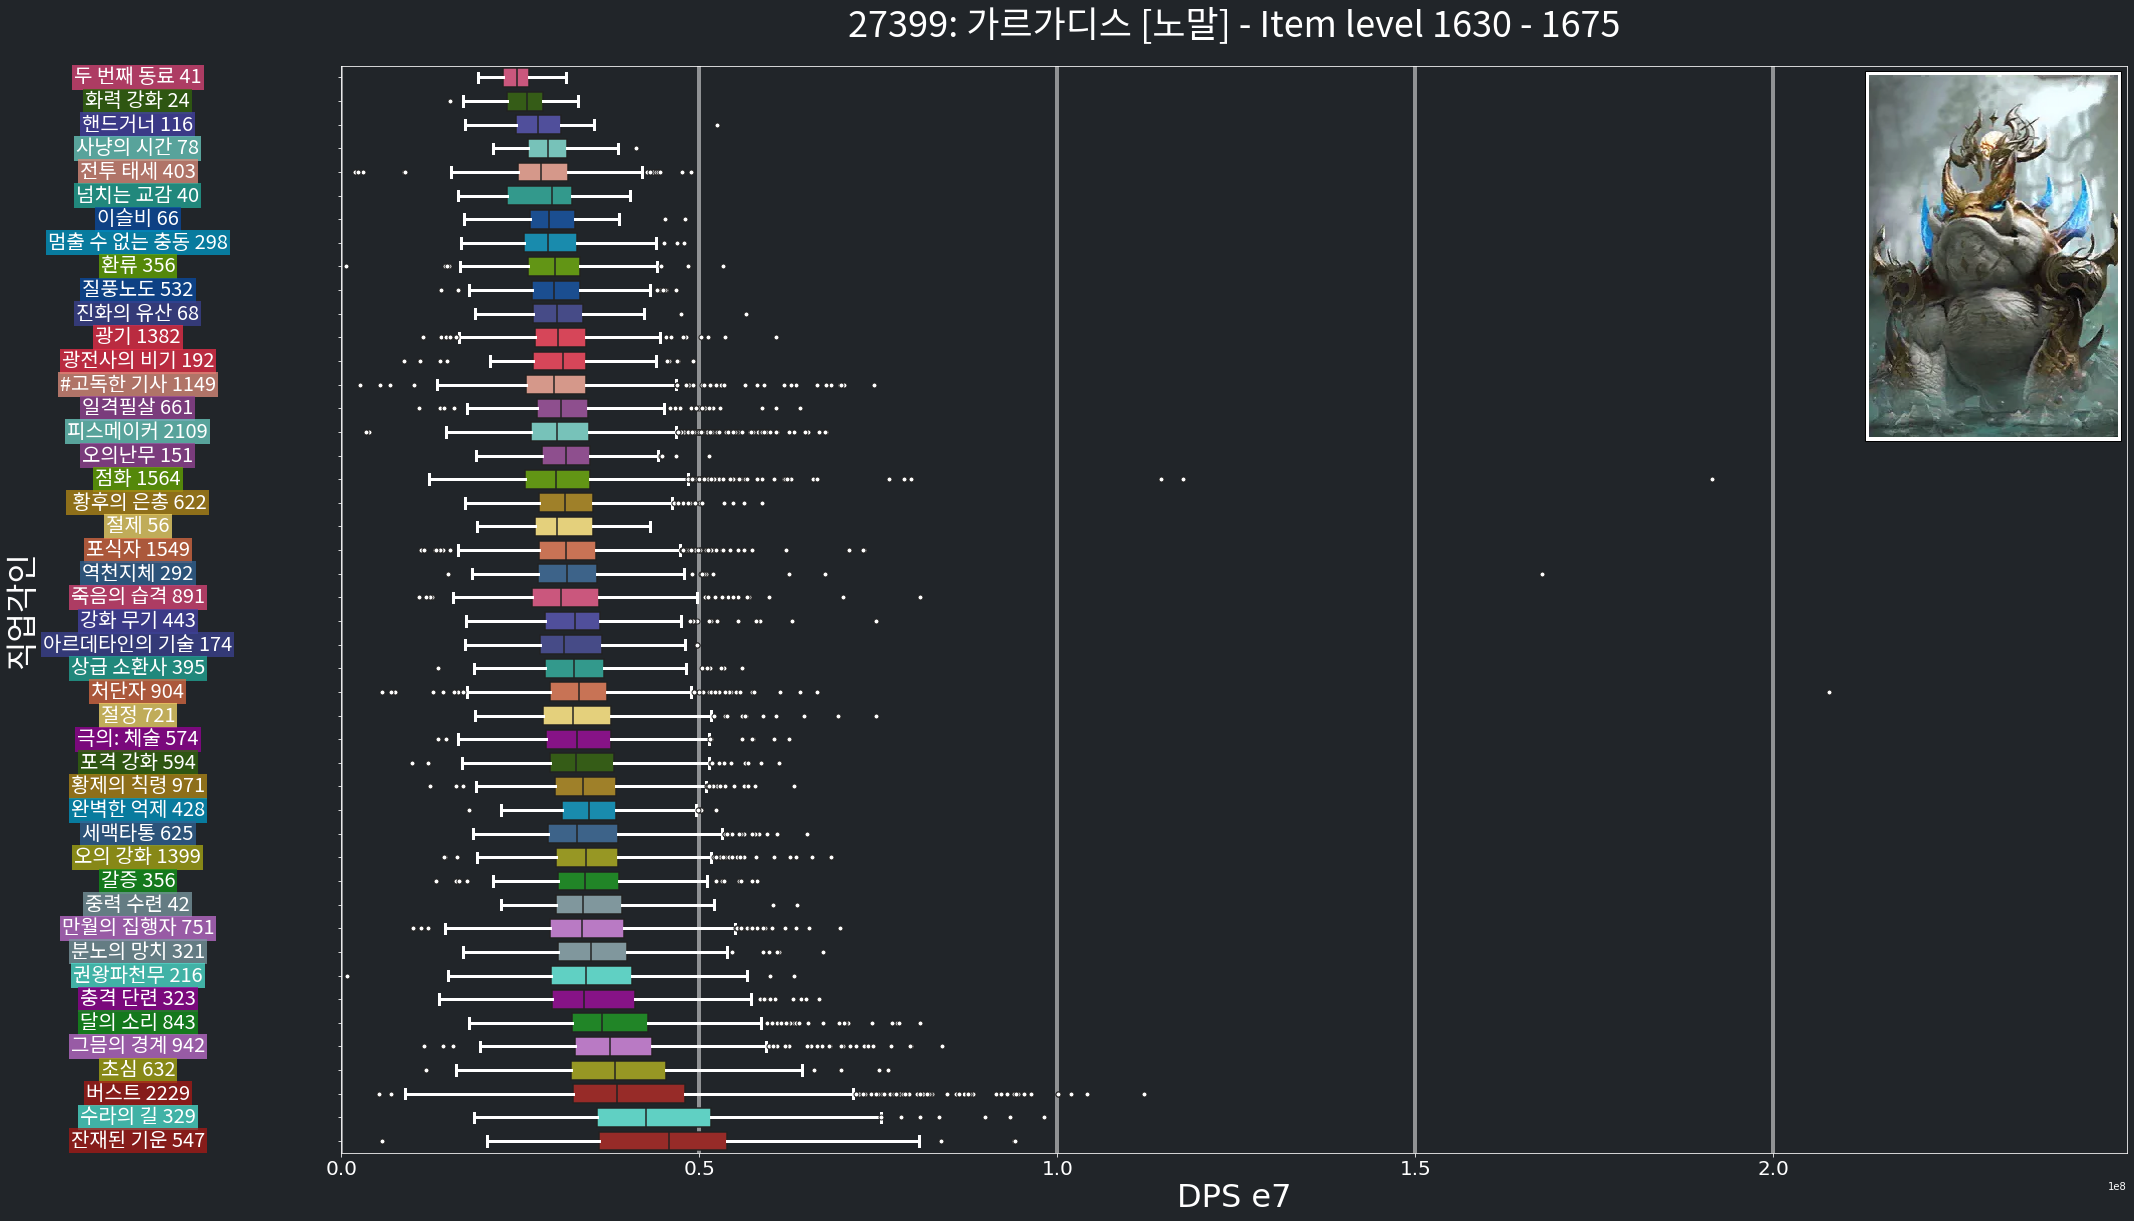 27399: 가르가디스 [노말] - Item level 1630 - 1675
두 번째 동료 41
화력 강화 24
핸드거너 116
사냥의 시간 78
전투 태세 403
넘치는 교감 40
이슬비 66
멈출 수 없는 충동 298
환류 356
질풍노도 532
진화의 유산 68
광기 1382
광전사의 비기 192
#고독한 기사 1149
일격필살 661
피스메이커 2109
오의난무 151
점화 1564
황후의 은총 622
절제 56
포식자 1549
역천지체 292
죽음의 습격 891
강화 무기 443
아르데타인의 기술 174
상급 소환사 395
처단자 904
절정 721
극의: 체술 574
포격 강화 594
황제의 칙령 971
완벽한 억제 428
세맥타통 625
오의 강화 1399
갈증 356
중력 수련 42
만월의 집행자 751
분노의 망치 321
권왕파천무 216
충격 단련 323
달의 소리 843
그믐의 경계 942
초심 632
버스트 2229
수라의 길 329
잔재된 기운 547
직업각인
0.0 0.5 1.0 1.5 2.0
DPS e7
1e8